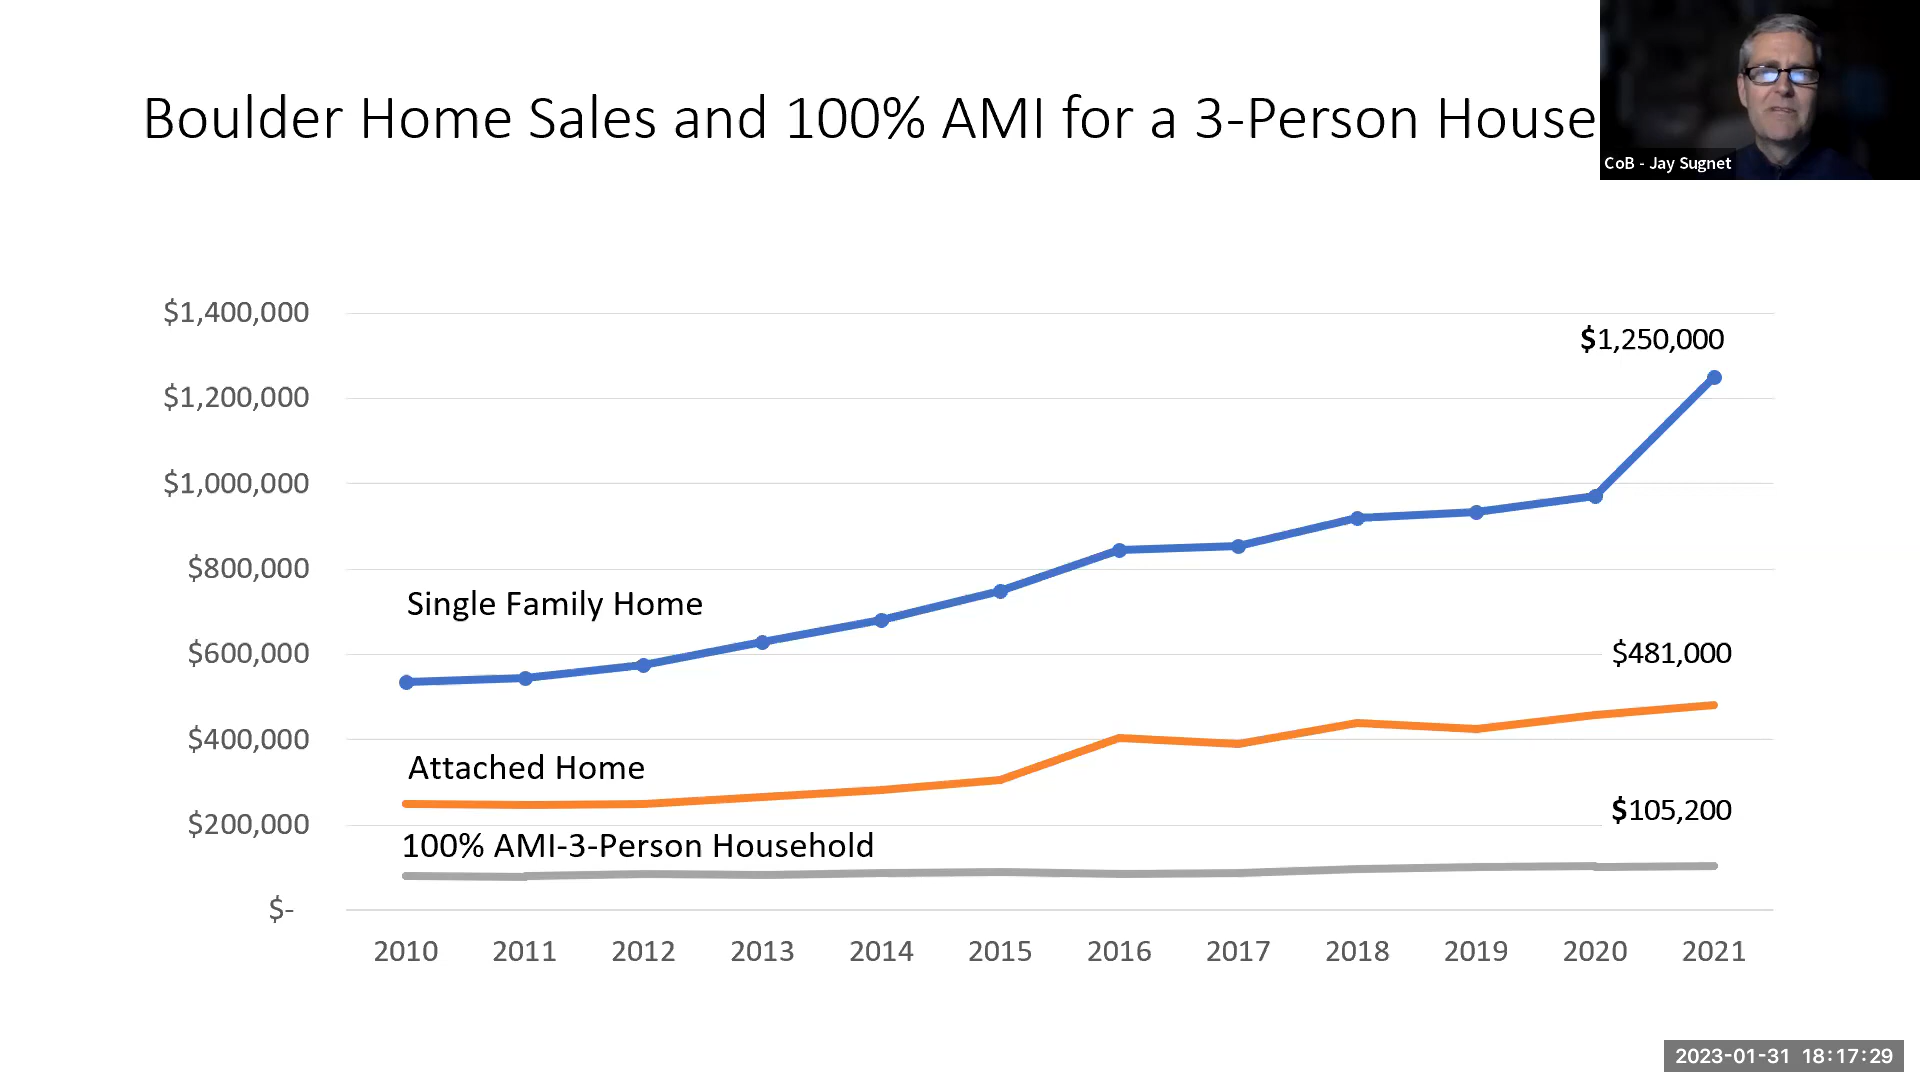 Boulder Home Sales and 100% AMI for a 3-Person House
CoB - Jay Sugnet
$1,400,000
$1,250,000
$1,200,000
$1,000,000
$800,000
Single Family Home
$600,000
$481,000
$400,000
Attached Home
$200,000
$105,200
100% AMI-3-Person Household
$-
2010 2011 2012 2013 2014 2015 2016 2017 2018 2019 2020 2021
2023-01-31 18:17:29